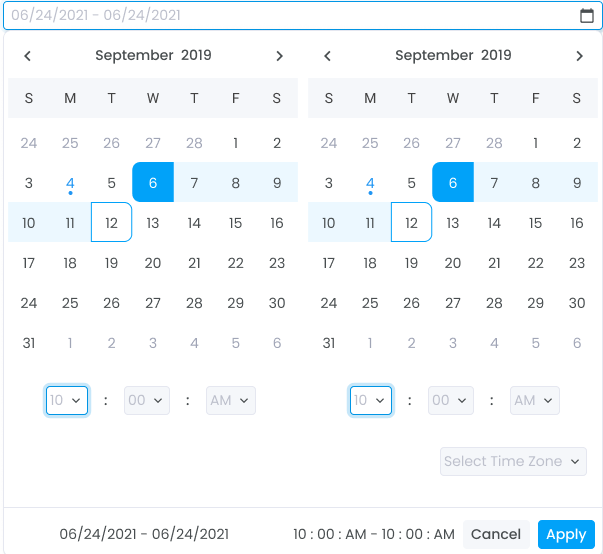 06/24/2021 - 06/24/2021
September 2019 September 2019
S M T W T F S S M T W T F S
24 25 26 27 28 1 2 24 25 26 27 28 1 2
3 4 5 6 7 8 9 3 4 5 6 7 8 9
10 11 12 13 14 15 16 10 11 12 13 14 15 16
17 18 19 20 21 22 23 17 18 19 20 21 22 23
24 25 26 27 28 29 30 24 25 26 27 28 29 30
31 1 2 3 4 5 6 31 1 2 3 4 5 6
10 : 00 : AM 10 : 00 : AM
Select Time Zone
06/24/2021 - 06/24/2021 10 : 00 : AM - 10 : 00 : AM Cancel Apply